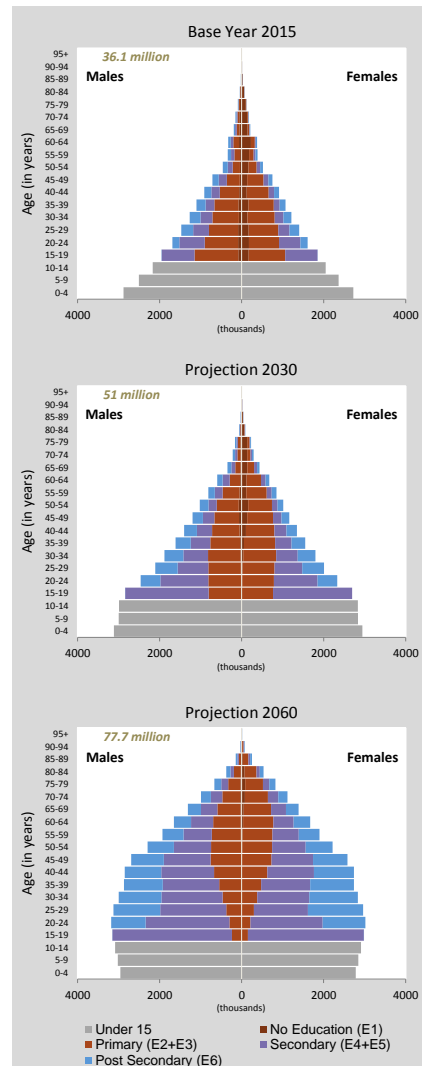 Base Year 2015
36.1 million
Males
Females
Age (in years)
95+
90-94
85-89
80-84
75-79
70-74
65-69
60-64
55-59
50-54
45-49
40-44
35-39
30-34
25-29
20-24
15-19
10-14
5-9
0-4
4000 2000 0 2000 4000
(thousands)
Projection 2030
51 million
Males
Females
Age (in years)
95+
90-94
85-89
80-84
75-79
70-74
65-69
60-64
55-59
50-54
45-49
40-44
35-39
30-34
25-29
20-24
15-19
10-14
5-9
0-4
4000 2000 0 2000 4000
(thousands)
Projection 2060
77.7 million
Males
Females
Age (in years)
95+
90-94
85-89
80-84
75-79
70-74
65-69
60-64
55-59
50-54
45-49
40-44
35-39
30-34
25-29
20-24
15-19
10-14
5-9
0-4
4000 2000 0 2000 4000
(thousands)
Under 15 No Education (E1)
Primary (E2+E3) Secondary (E4+E5)
Post Secondary (E6)